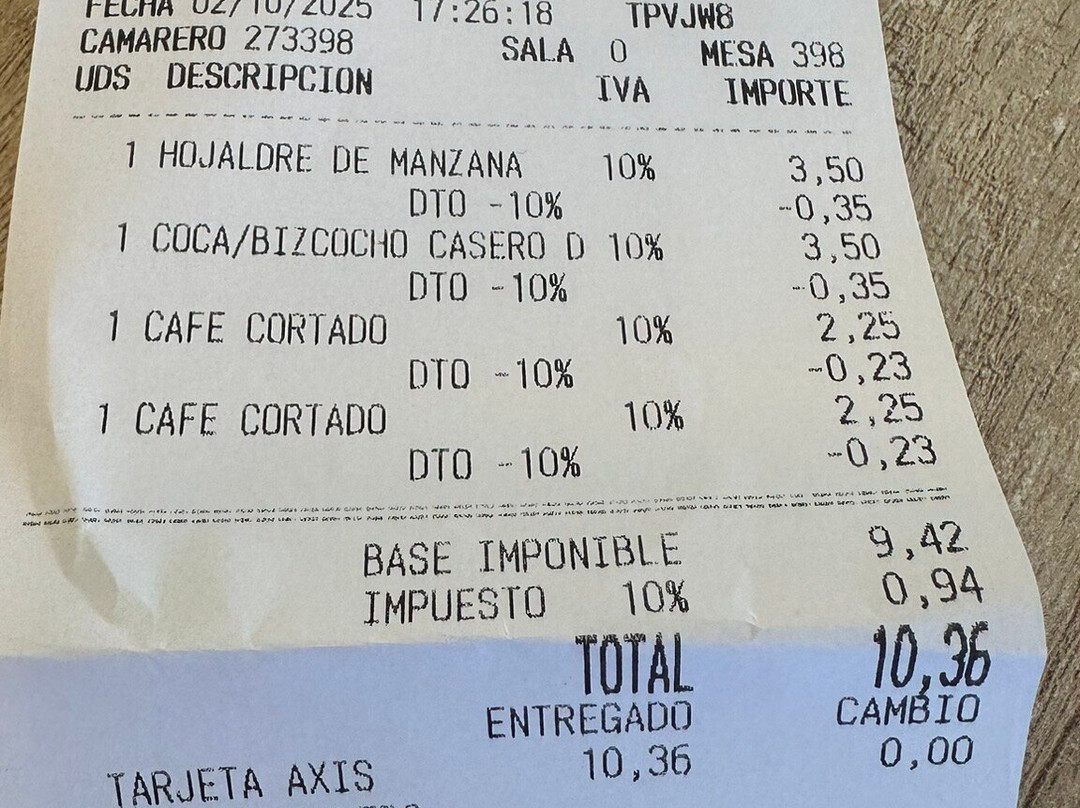 FECHA 02/10/2025 17:26:18 TPVJW8
CAMARERO 273398 SALA 0 MESA 398
UDS DESCRIPCION IVA IMPORTE
1 HOJALDRE DE MANZANA 10% 3,50
DTO -10% -0,35
1 COCA/BIZCOCHO CASERO D 10% 3,50
DTO -10% -0,35
1 CAFE CORTADO 10% 2,25
DTO -10% -0,23
1 CAFE CORTADO 10% 2,25
DTO -10% -0,23
BASE IMPONIBLE 9,42
IMPUESTO 10% 0,94
TOTAL 10,36
ENTREGADO CAMBIO
TARJETA AXIS 10,36 0,00